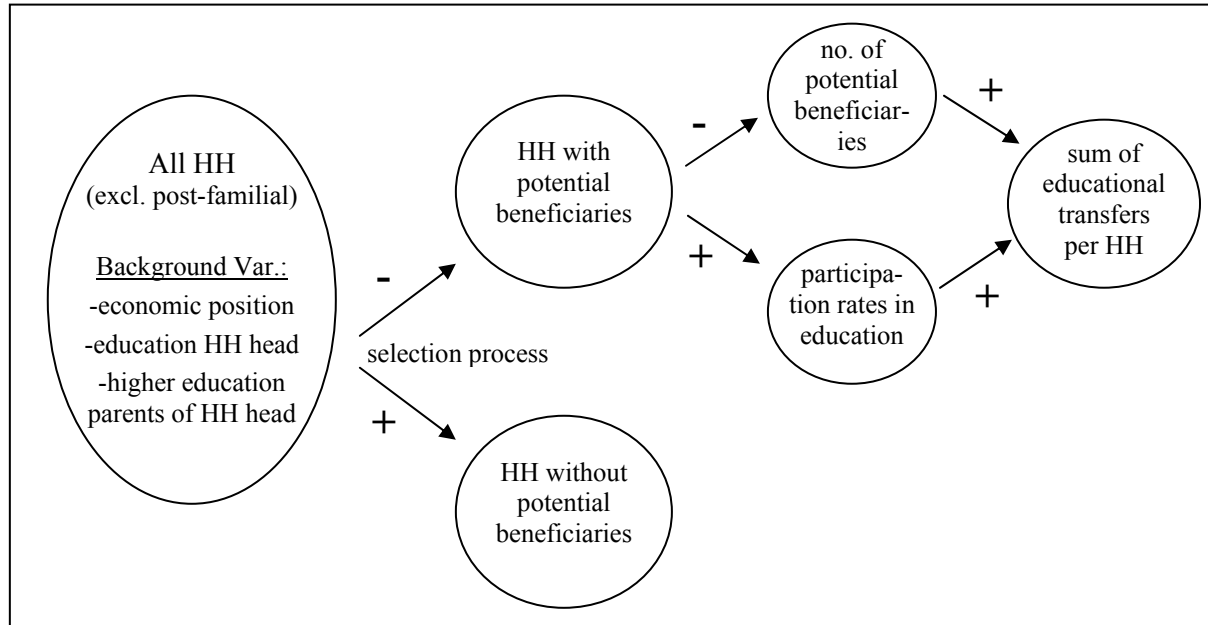 All HH
(excl. post-familial)
Background Var.:
-economic position
-education HH head
-higher education
parents of HH head
-
selection process
+
HH with
potential
beneficiaries
HH without
potential
beneficiaries
-
+
no. of
potential
beneficiar-
ies
participa-
tion rates in
education
+
+
sum of
educational
transfers
per HH